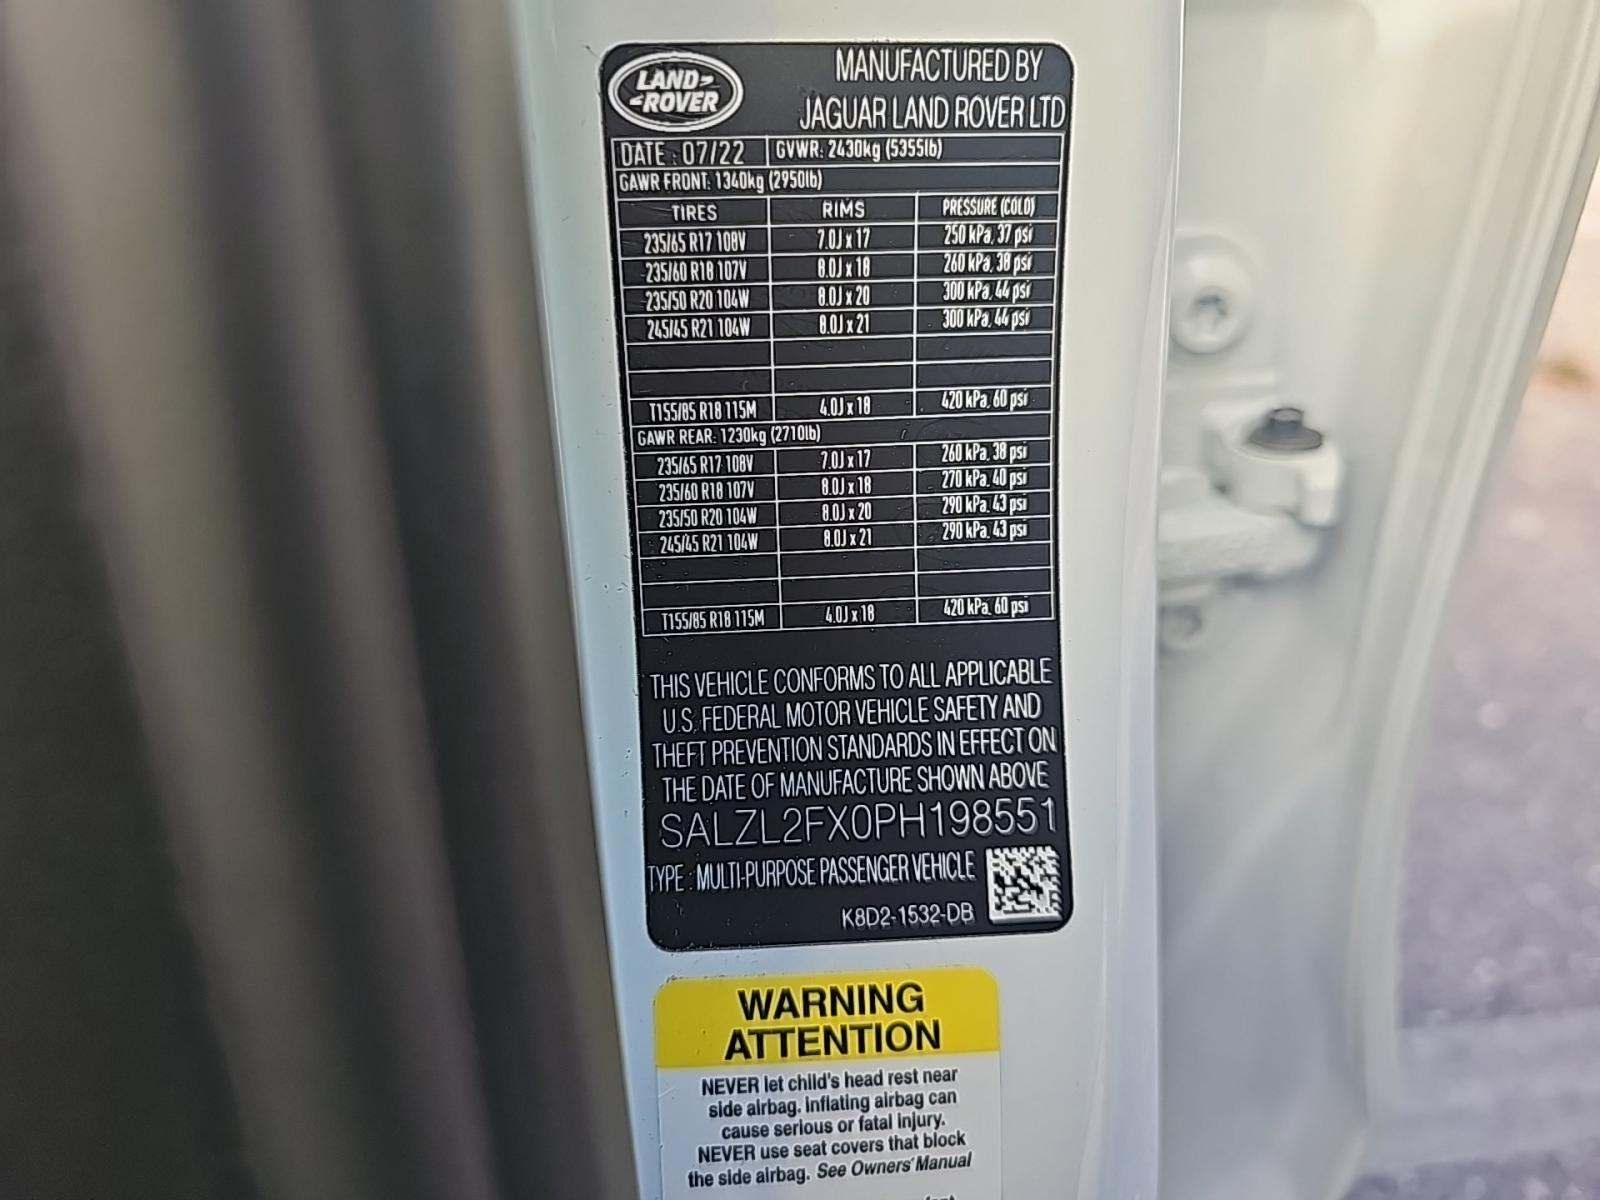 LAND-
-ROVER
MANUFACTURED BY
JAGUAR LAND ROVER LTD
DATE : 07/22 GVWR: 2430kg (5355lb)
GAWR FRONT: 1340kg (2950lb)
TIRES RIMS PRESSURE (COLD)
235/65 R17 108V 7.0J x 17 250 kPa, 37 psi
235/60 R18 107V 8.0J x 18 260 kPa, 38 psi
235/50 R20 104W 8.0J x 20 300 kPa, 44 psi
245/45 R21 104W 8.0J x 21 300 kPa, 44 psi
T155/85 R18 115M 4.0J x 18 420 kPa, 60 psi
GAWR REAR: 1230kg (2710lb)
235/65 R17 108V 7.0J x 17 260 kPa, 38 psi
235/60 R18 107V 8.0J x 18 270 kPa, 40 psi
235/50 R20 104W 8.0J x 20 290 kPa, 43 psi
245/45 R21 104W 8.0J x 21 290 kPa, 43 psi
T155/85 R18 115M 4.0J x 18 420 kPa, 60 psi
THIS VEHICLE CONFORMS TO ALL APPLICABLE
U.S. FEDERAL MOTOR VEHICLE SAFETY AND
THEFT PREVENTION STANDARDS IN EFFECT ON
THE DATE OF MANUFACTURE SHOWN ABOVE
SALZL2FX0PH198551
TYPE : MULTI-PURPOSE PASSENGER VEHICLE
K8D2-1532-DB
WARNING
ATTENTION
NEVER let child's head rest near
side airbag. Inflating airbag can
cause serious or fatal injury.
NEVER use seat covers that block
the side airbag. See Owners' Manual